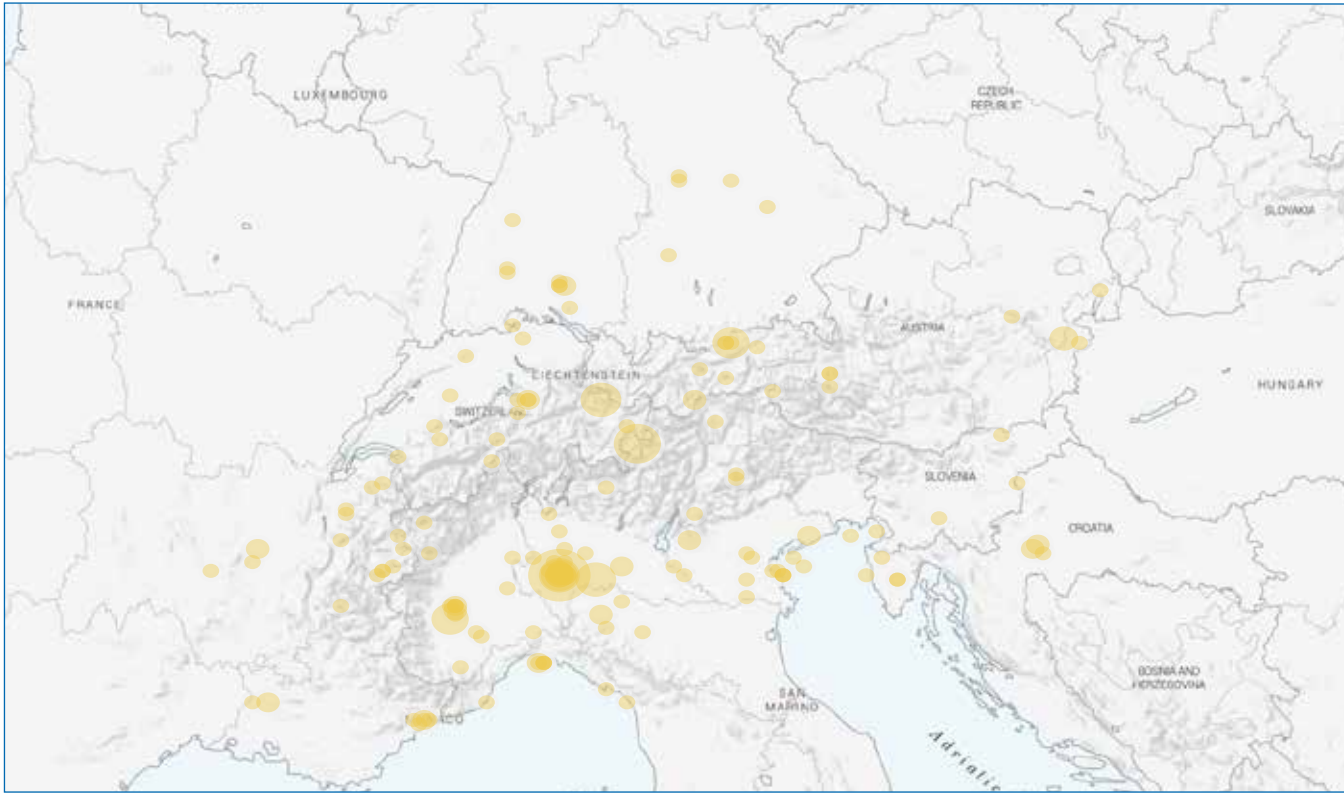 LUXEMBOURG
CZECH
REPUBLIC
SLOVAKIA
FRANCE
AUSTRIA
LIECHTENSTEIN
HUNGARY
SLOVENIA
CROATIA
BOSNIA AND
HERZEGOVINA
SAN
MARINO
Adriatic